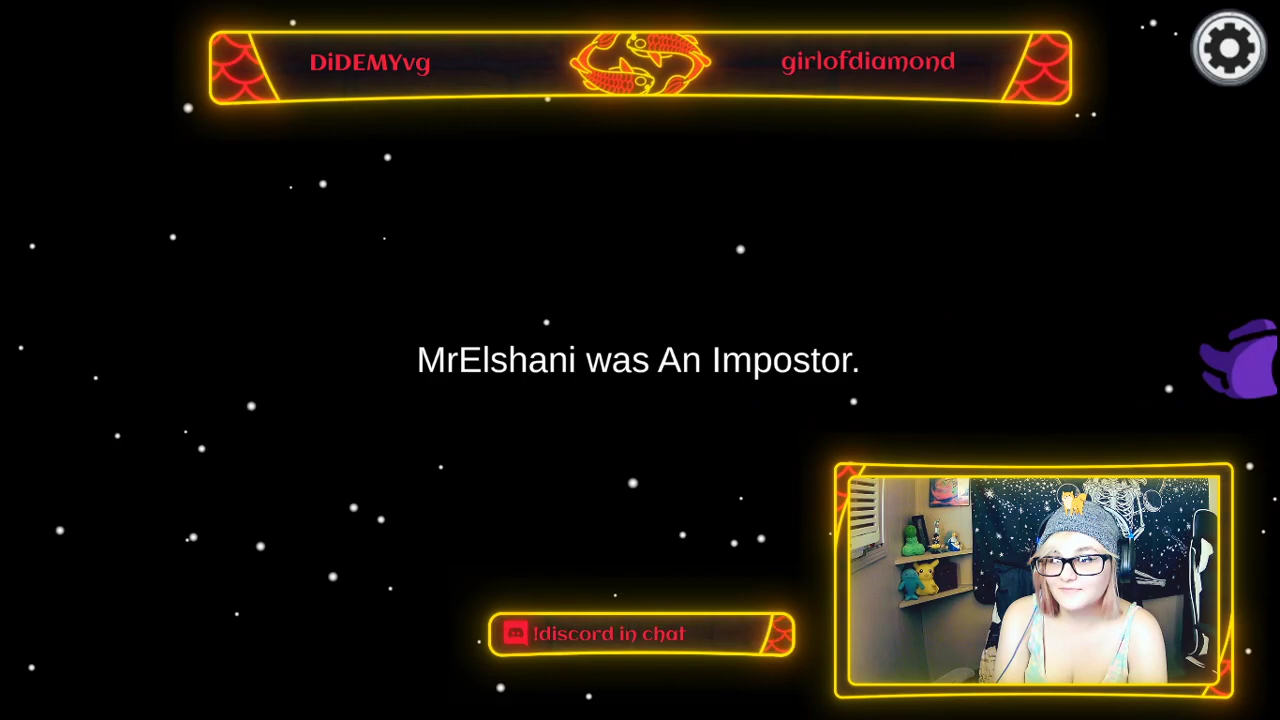 DiDEMYvg
girlofdiamond
MrElshani was An Impostor.
!discord in chat